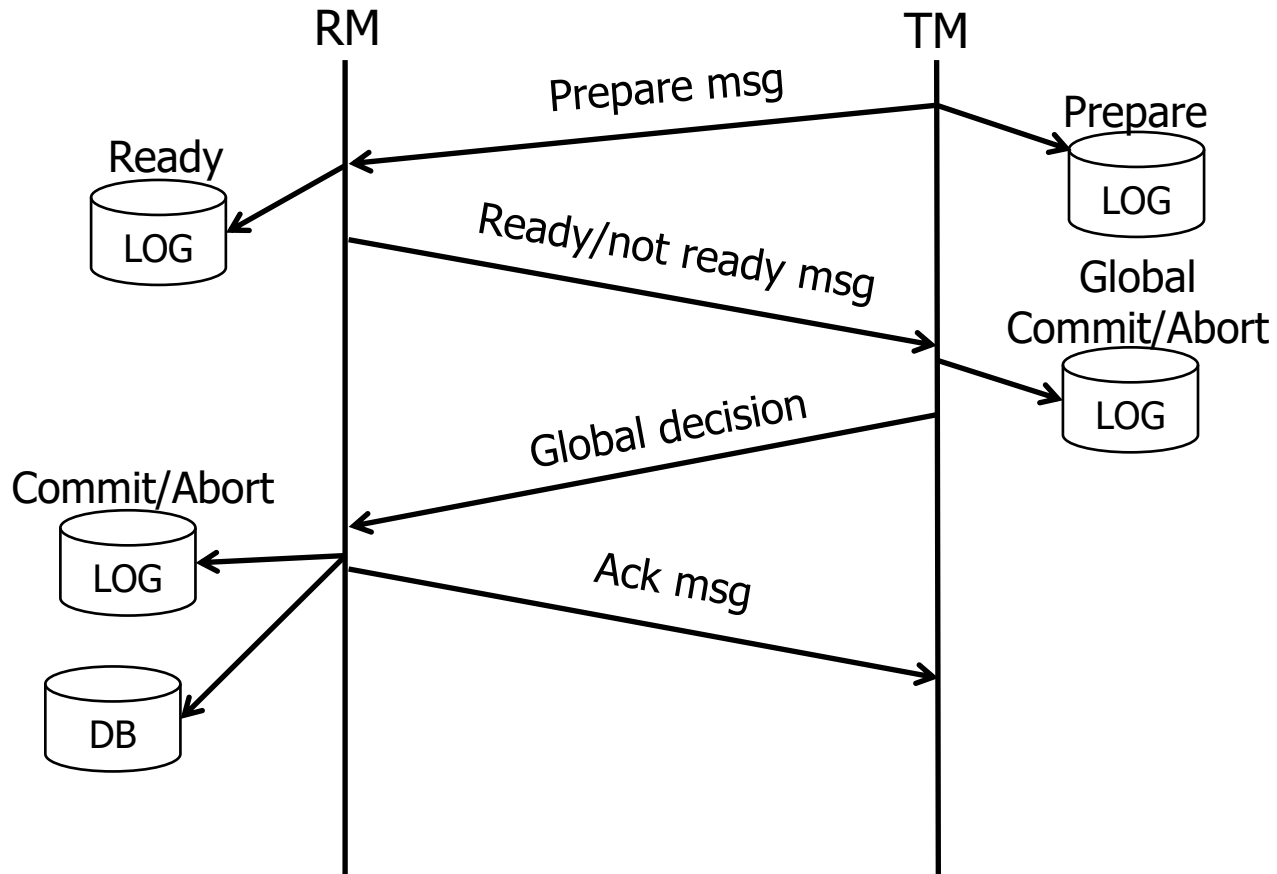 RM
TM
Prepare msg
Prepare
LOG
Ready
LOG
Ready/not ready msg
Global
Commit/Abort
LOG
Global decision
Commit/Abort
LOG
Ack msg
DB